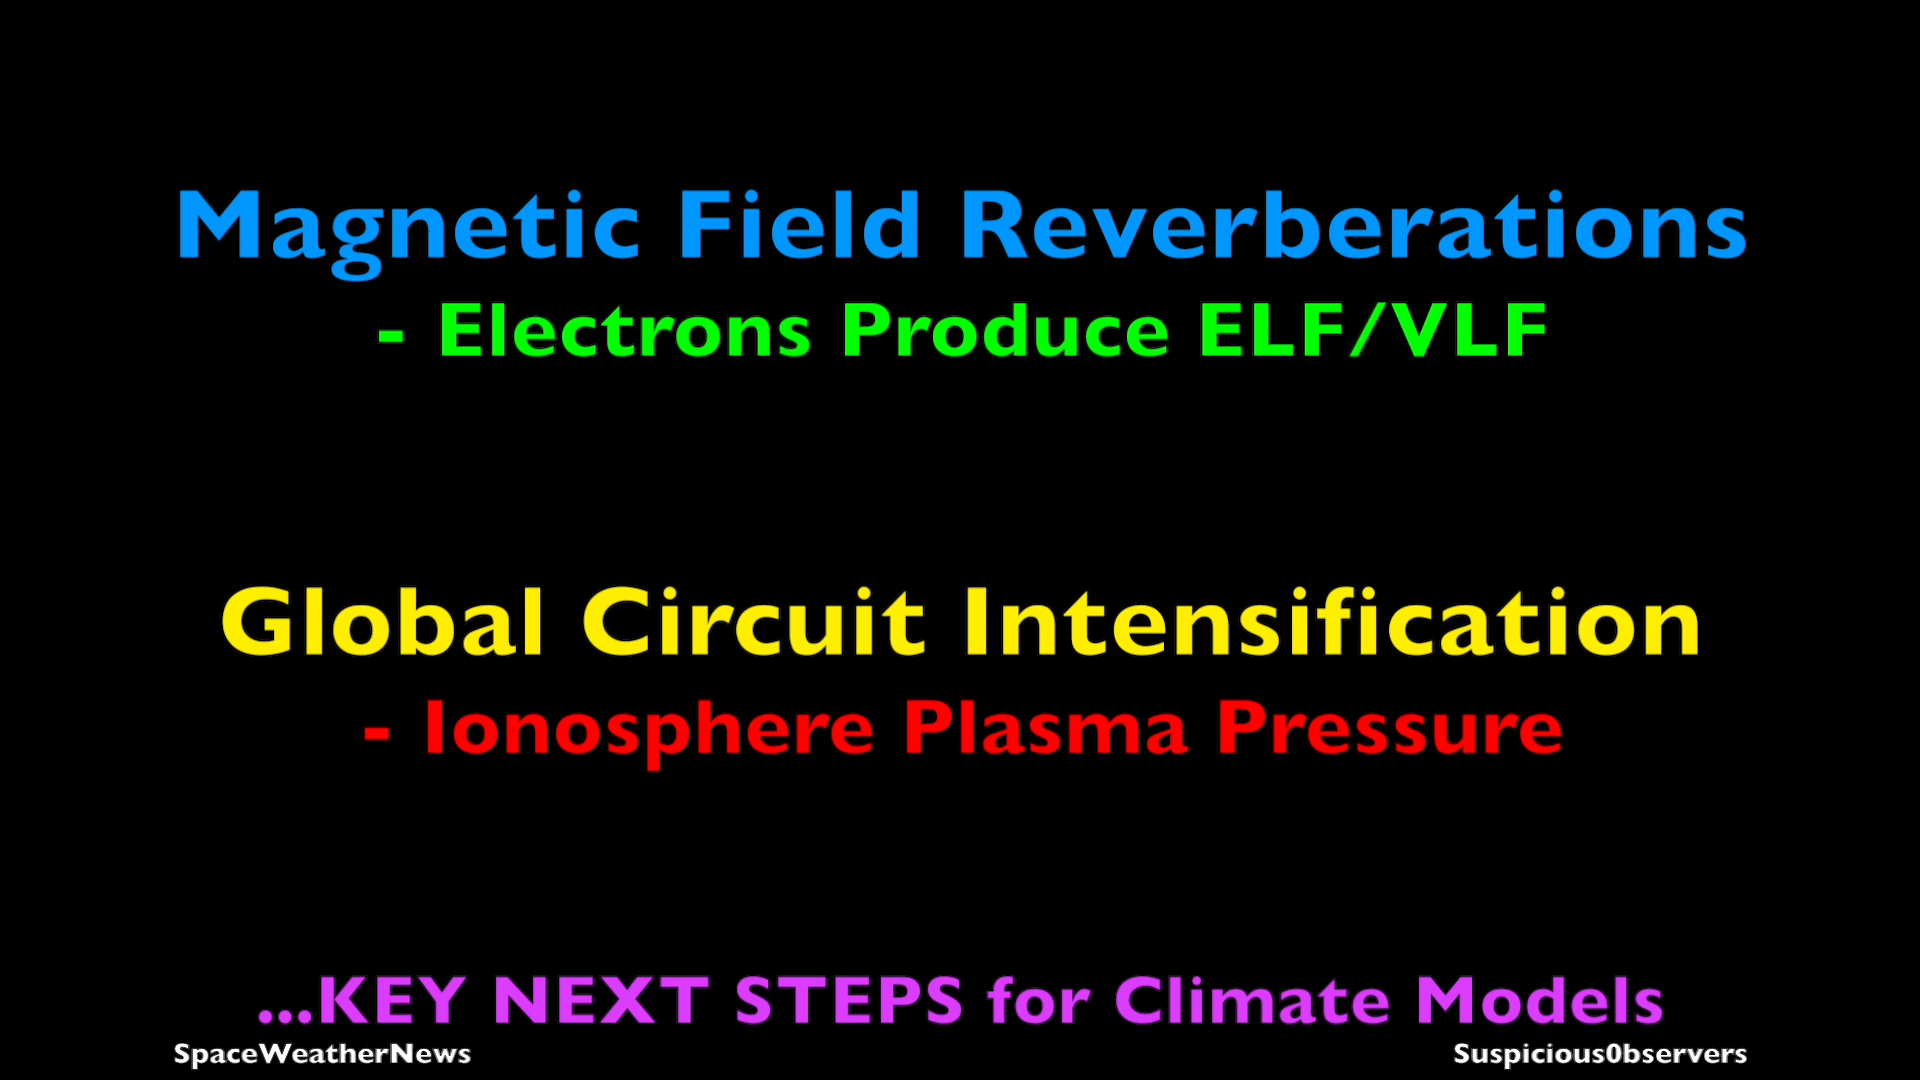 Magnetic Field Reverberations
- Electrons Produce ELF/VLF
Global Circuit Intensification
- Ionosphere Plasma Pressure
...KEY NEXT STEPS for Climate Models
SpaceWeatherNews
Suspicious0bservers